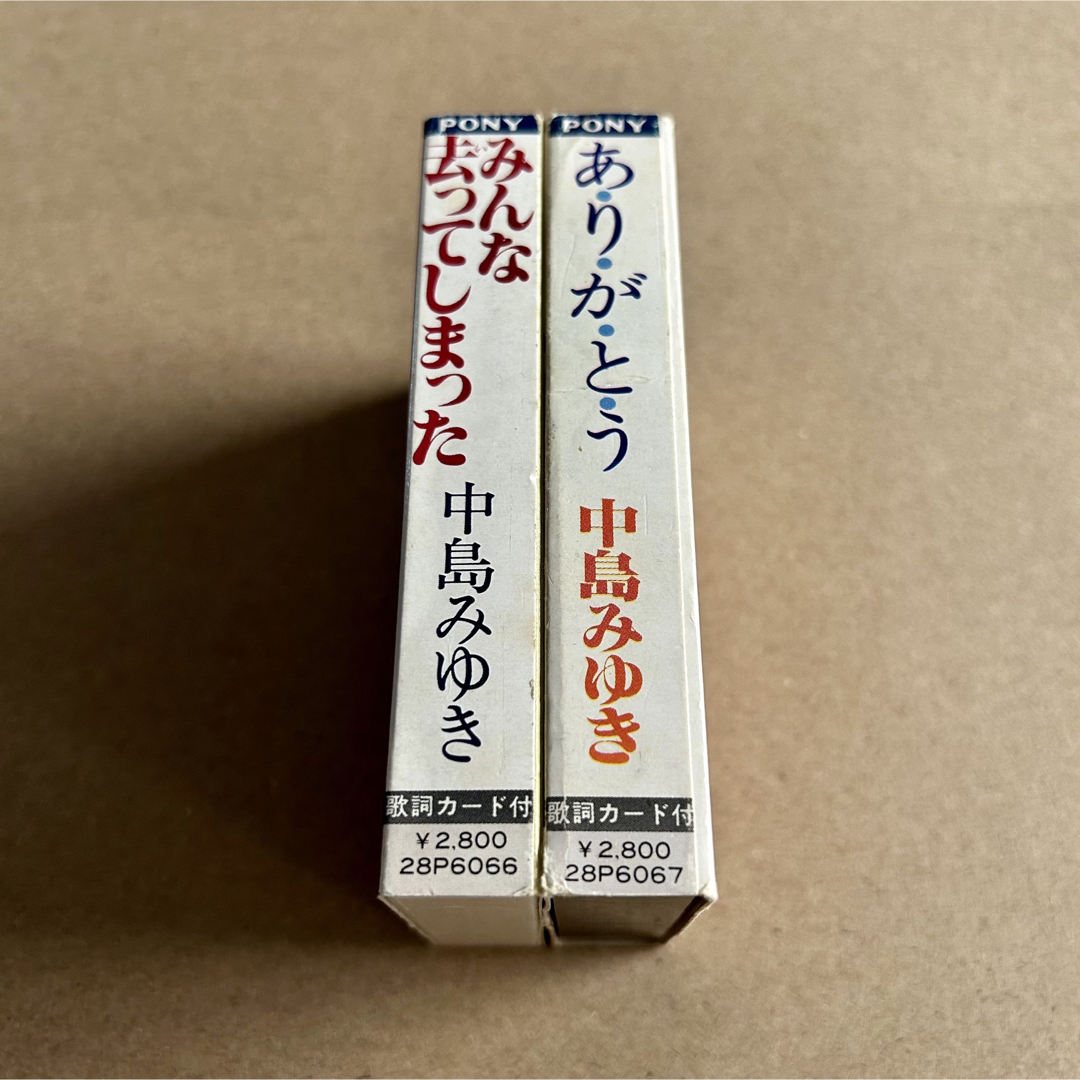 PONY
みんな
去ってしまった
中島みゆき
歌詞カード付
￥2,800
28P6066
PONY
あ・り・が・と・う
中島みゆき
歌詞カード付
￥2,800
28P6067